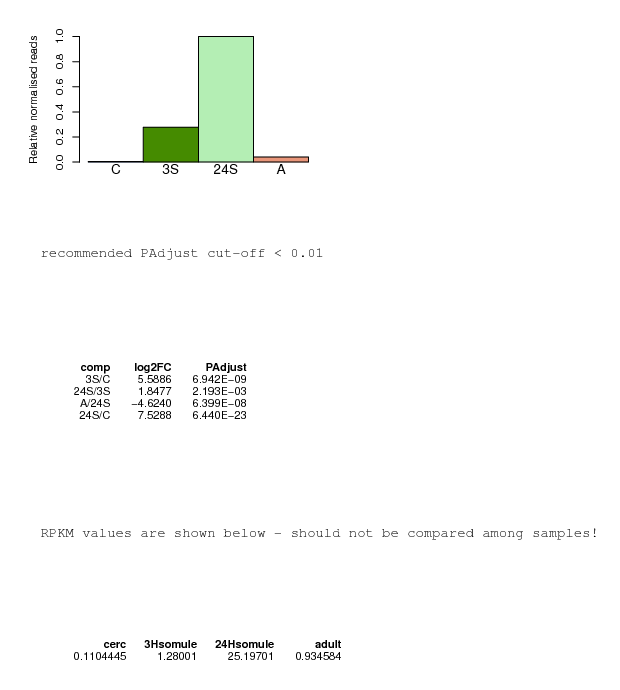 Relative normalised reads
1.0
0.8
0.6
0.4
0.2
0.0
C 3S 24S A
recommended PAdjust cut-off < 0.01
comp log2FC PAdjust
3S/C 5.5886 6.942E−09
24S/3S 1.8477 2.193E−03
A/24S −4.6240 6.399E−08
24S/C 7.5288 6.440E−23
RPKM values are shown below - should not be compared among samples!
cerc 3Hsomule 24Hsomule adult
0.1104445 1.28001 25.19701 0.934584